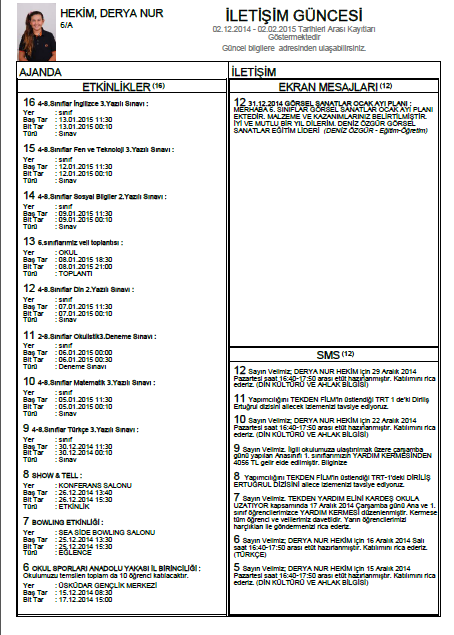 HEKİM, DERYA NUR
6/A
İLETİŞİM GÜNCESİ
02.12.2014 - 02.02.2015 Tarihleri Arası Kayıtları
Göstermektedir
Güncel bilgilere adresinden ulaşabilirsiniz.
AJANDA
ETKİNLİKLER (16)
16 4-8.Sınıflar İngilizce 3.Yazılı Sınavı :
Yer : sınıf
Baş Tar : 13.01.2015 11:30
Bit Tar : 13.01.2015 00:10
Türü : Sınav
15 4-8.Sınıflar Fen ve Teknoloji 3.Yazılı Sınavı :
Yer : sınıf
Baş Tar : 12.01.2015 11:30
Bit Tar : 12.01.2015 00:10
Türü : Sınav
14 4-8.Sınıflar Sosyal Bilgiler 2.Yazılı Sınavı :
Yer : sınıf
Baş Tar : 09.01.2015 11:30
Bit Tar : 09.01.2015 00:10
Türü : Sınav
13 6.sınıflarımız veli toplantısı :
Yer : OKUL
Baş Tar : 08.01.2015 18:30
Bit Tar : 08.01.2015 21:00
Türü : TOPLANTI
12 4-8.Sınıflar Din 2.Yazılı Sınavı :
Yer : sınıf
Baş Tar : 07.01.2015 11:30
Bit Tar : 07.01.2015 00:10
Türü : Sınav
11 2-8.Sınıflar Okulistik3.Deneme Sınavı :
Yer : sınıf
Baş Tar : 06.01.2015 00:00
Bit Tar : 06.01.2015 00:30
Türü : Deneme Sınavı
10 4-8.Sınıflar Matematik 3.Yazılı Sınavı :
Yer : sınıf
Baş Tar : 05.01.2015 11:30
Bit Tar : 05.01.2015 00:10
Türü : Sınav
9 4-8.Sınıflar Türkçe 3.Yazılı Sınavı :
Yer : sınıf
Baş Tar : 30.12.2014 11:30
Bit Tar : 30.12.2014 00:10
Türü : Sınav
8 SHOW & TELL :
Yer : KONFERANS SALONU
Baş Tar : 26.12.2014 13:40
Bit Tar : 26.12.2014 15:30
Türü : ETKİNLİK
7 BOWLING ETKİNLİĞİ :
Yer : SEA SİDE BOWLING SALONU
Baş Tar : 25.12.2014 13:30
Bit Tar : 25.12.2014 15:30
Türü : EĞLENCE
6 OKUL SPORLARI ANADOLU YAKASI İL BİRİNCİLİĞİ :
Okulumuzu temsilen toplam da 10 öğrenci katılacaktır.
Yer : ÜSKÜDAR GENÇLİK MERKEZİ
Baş Tar : 15.12.2014 08:30
Bit Tar : 17.12.2014 15:00
İLETİŞİM
EKRAN MESAJLARI (12)
12 31.12.2014 GÖRSEL SANATLAR OCAK AYI PLANI :
MERHABA 6. SINIFLAR GÖRSEL SANATLAR OCAK AYI PLANI
EKTEDİR. MALZEME VE KAZANIMLARINIZ BELİRTİLMİŞTİR.
İYİ VE MUTLU BİR YIL DİLERİM. DENİZ ÖZGÜR GÖRSEL
SANATLAR EĞİTİM LİDERİ (DENİZ ÖZGÜR - Eğitim-Öğretim)
SMS (12)
12 Sayın Velimiz; DERYA NUR HEKİM için 29 Aralık 2014
Pazartesi saat 16:40-17:50 arası etüt hazırlanmıştır. Katılımını rica
ederiz. (DİN KÜLTÜRÜ VE AHLAK BİLGİSİ)
11 Yapımcılığını TEKDEN FİLM'in üstlendiği TRT 1 de'ki Diriliş
Ertuğrul dizisini ailecek izlemenizi tavsiye ediyoruz.
10 Sayın Velimiz; DERYA NUR HEKİM için 22 Aralık 2014
Pazartesi saat 16:40-17:50 arası etüt hazırlanmıştır. Katılımını rica
ederiz. (DİN KÜLTÜRÜ VE AHLAK BİLGİSİ)
9 Sayın Velimiz. İlgili okulumuza ulaştırılmak üzere çarşamba
günü yapılan Anasınıfı 1. sınıflarımızın YARDIM KERMESİNDEN
4056 TL gelir elde edilmiştir. Bilginize
8 Yapımcılığını TEKDEN FİLM'in üstlendiği TRT-1'deki DİRİLİŞ
ERTUĞRUL DİZİSİNİ ailece izlemenizi tavsiye ediyoruz.
7 Sayın Velimiz. TEKDEN YARDIM ELİNİ KARDEŞ OKULA
UZATIYOR kapsamında 17 Aralık 2014 Çarşamba günü Ana ve 1.
sınıf öğrencilerimizce YARDIM KERMESİ düzenlenmiştir. Kermese
tüm öğrenci ve velilerimiz davetlidir. Yarın öğrencilerimizi
harçlıkları ile göndermenizi rica ederiz.
6 Sayın Velimiz; DERYA NUR HEKİM için 16 Aralık 2014 Salı
saat 16:40-17:50 arası etüt hazırlanmıştır. Katılımını rica ederiz.
(TÜRKÇE)
5 Sayın Velimiz; DERYA NUR HEKİM için 15 Aralık 2014
Pazartesi saat 16:40-17:50 arası etüt hazırlanmıştır. Katılımını rica
ederiz. (DİN KÜLTÜRÜ VE AHLAK BİLGİSİ)